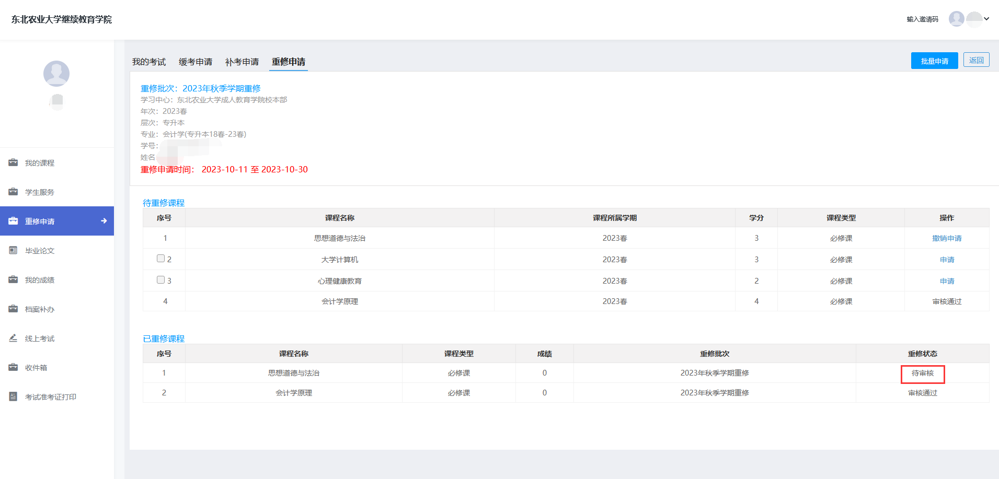 东北农业大学继续教育学院
输入邀请码
我的课程
学生服务
重修申请
毕业论文
我的成绩
档案补办
线上考试
收件箱
考试准考证打印
我的考试 缓考申请 补考申请 重修申请
批量申请 返回
重修批次：2023年秋季学期重修
学习中心：东北农业大学成人教育学院校本部
年次：2023春
层次：专升本
专业：会计学(专升本18春-23春)
学号：
姓名
重修申请时间： 2023-10-11 至 2023-10-30
待重修课程
序号 课程名称 课程所属学期 学分 课程类型 操作
1 思想道德与法治 2023春 3 必修课 撤销申请
2 大学计算机 2023春 3 必修课 申请
3 心理健康教育 2023春 2 必修课 申请
4 会计学原理 2023春 4 必修课 审核通过
已重修课程
序号 课程名称 课程类型 成绩 重修批次 重修状态
1 思想道德与法治 必修课 0 2023年秋季学期重修 待审核
2 会计学原理 必修课 0 2023年秋季学期重修 审核通过